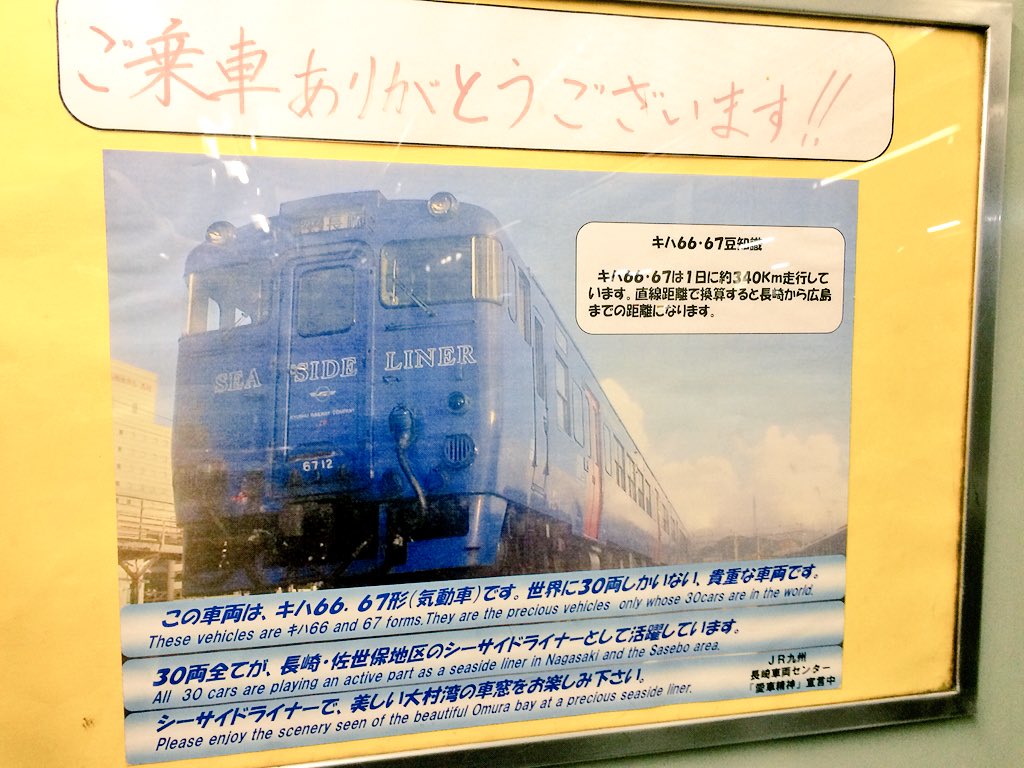 ご乗車ありがとうございます!!
キハ66・67豆知識
キハ66・67は1日に約340Km走行して
います。直線距離で換算すると長崎から広島
までの距離になります。
SEA SIDE LINER
KYUSHU RAILWAY COMPANY
6712
この車両は、キハ66．67形（気動車）です。世界に30両しかいない、貴重な車両です。
These vehicles are キハ66 and 67 forms.They are the precious vehicles only whose 30cars are in the world.
30両全てが、長崎・佐世保地区のシーサイドライナーとして活躍しています。
All 30 cars are playing an active part as a seaside liner in Nagasaki and the Sasebo area.
シーサイドライナーで、美しい大村湾の車窓をお楽しみ下さい。
Please enjoy the scenery seen of the beautiful Omura bay at a precious seaside liner.
JR九州
長崎車両センター
「愛車精神」宣言中